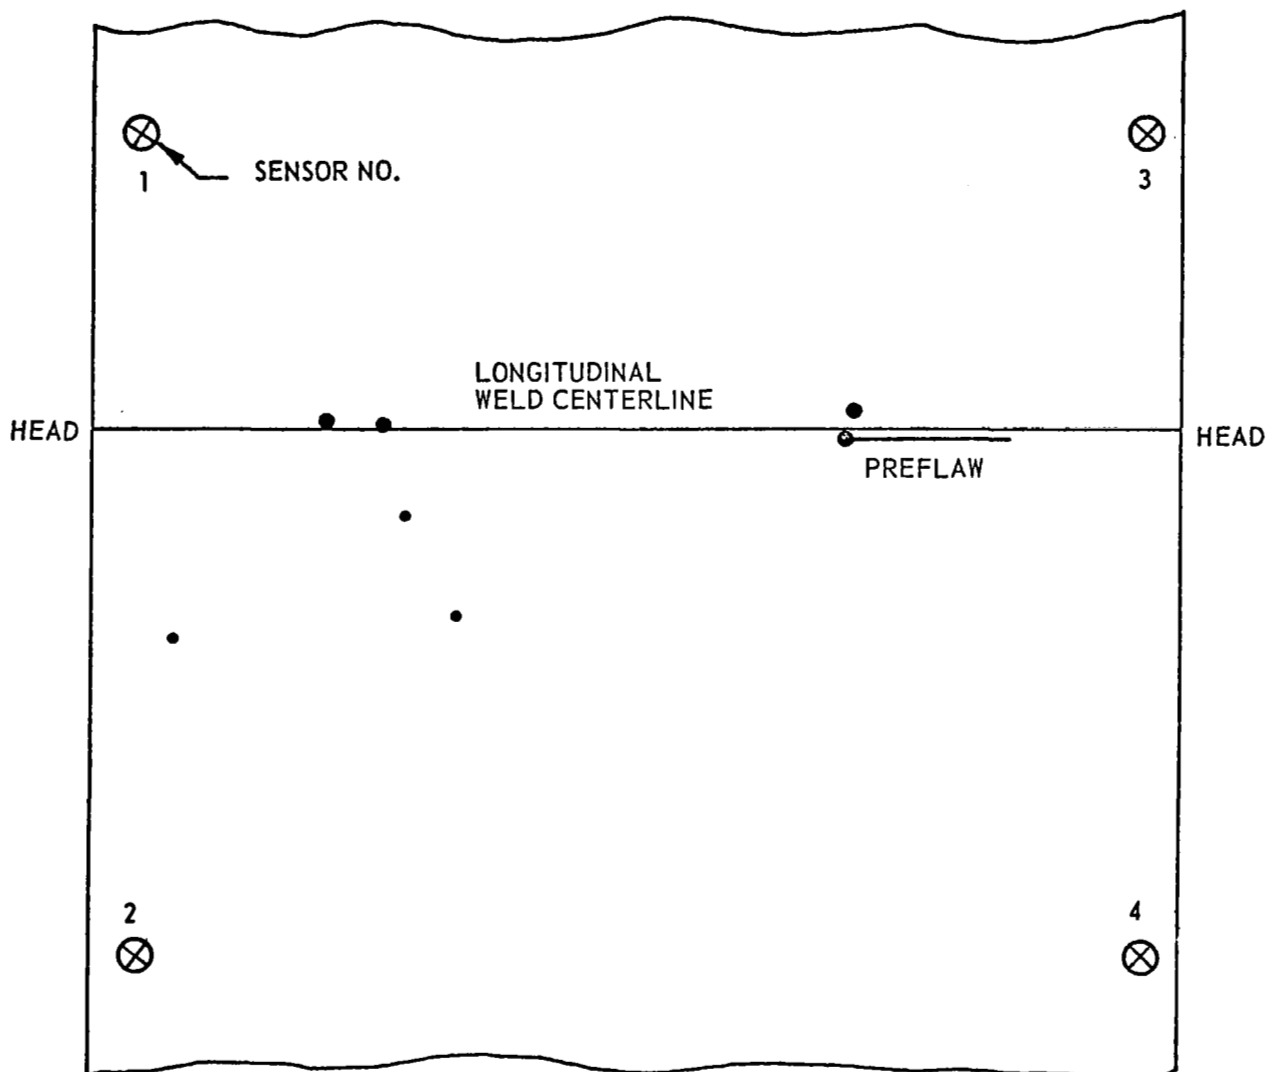 SENSOR NO.
1
3
LONGITUDINAL
WELD CENTERLINE
HEAD
HEAD
PREFLAW
2
4